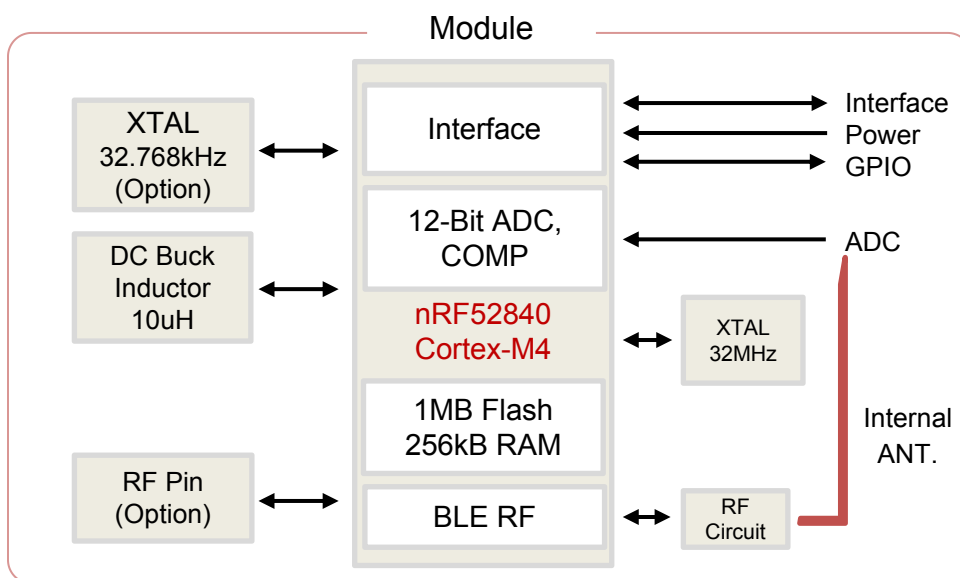 Module
XTAL
32.768kHz
(Option)
DC Buck
Inductor
10uH
RF Pin
(Option)
Interface
12-Bit ADC,
COMP
nRF52840
Cortex-M4
1MB Flash
256kB RAM
BLE RF
Interface
Power
GPIO
ADC
XTAL
32MHz
Internal
ANT.
RF
Circuit